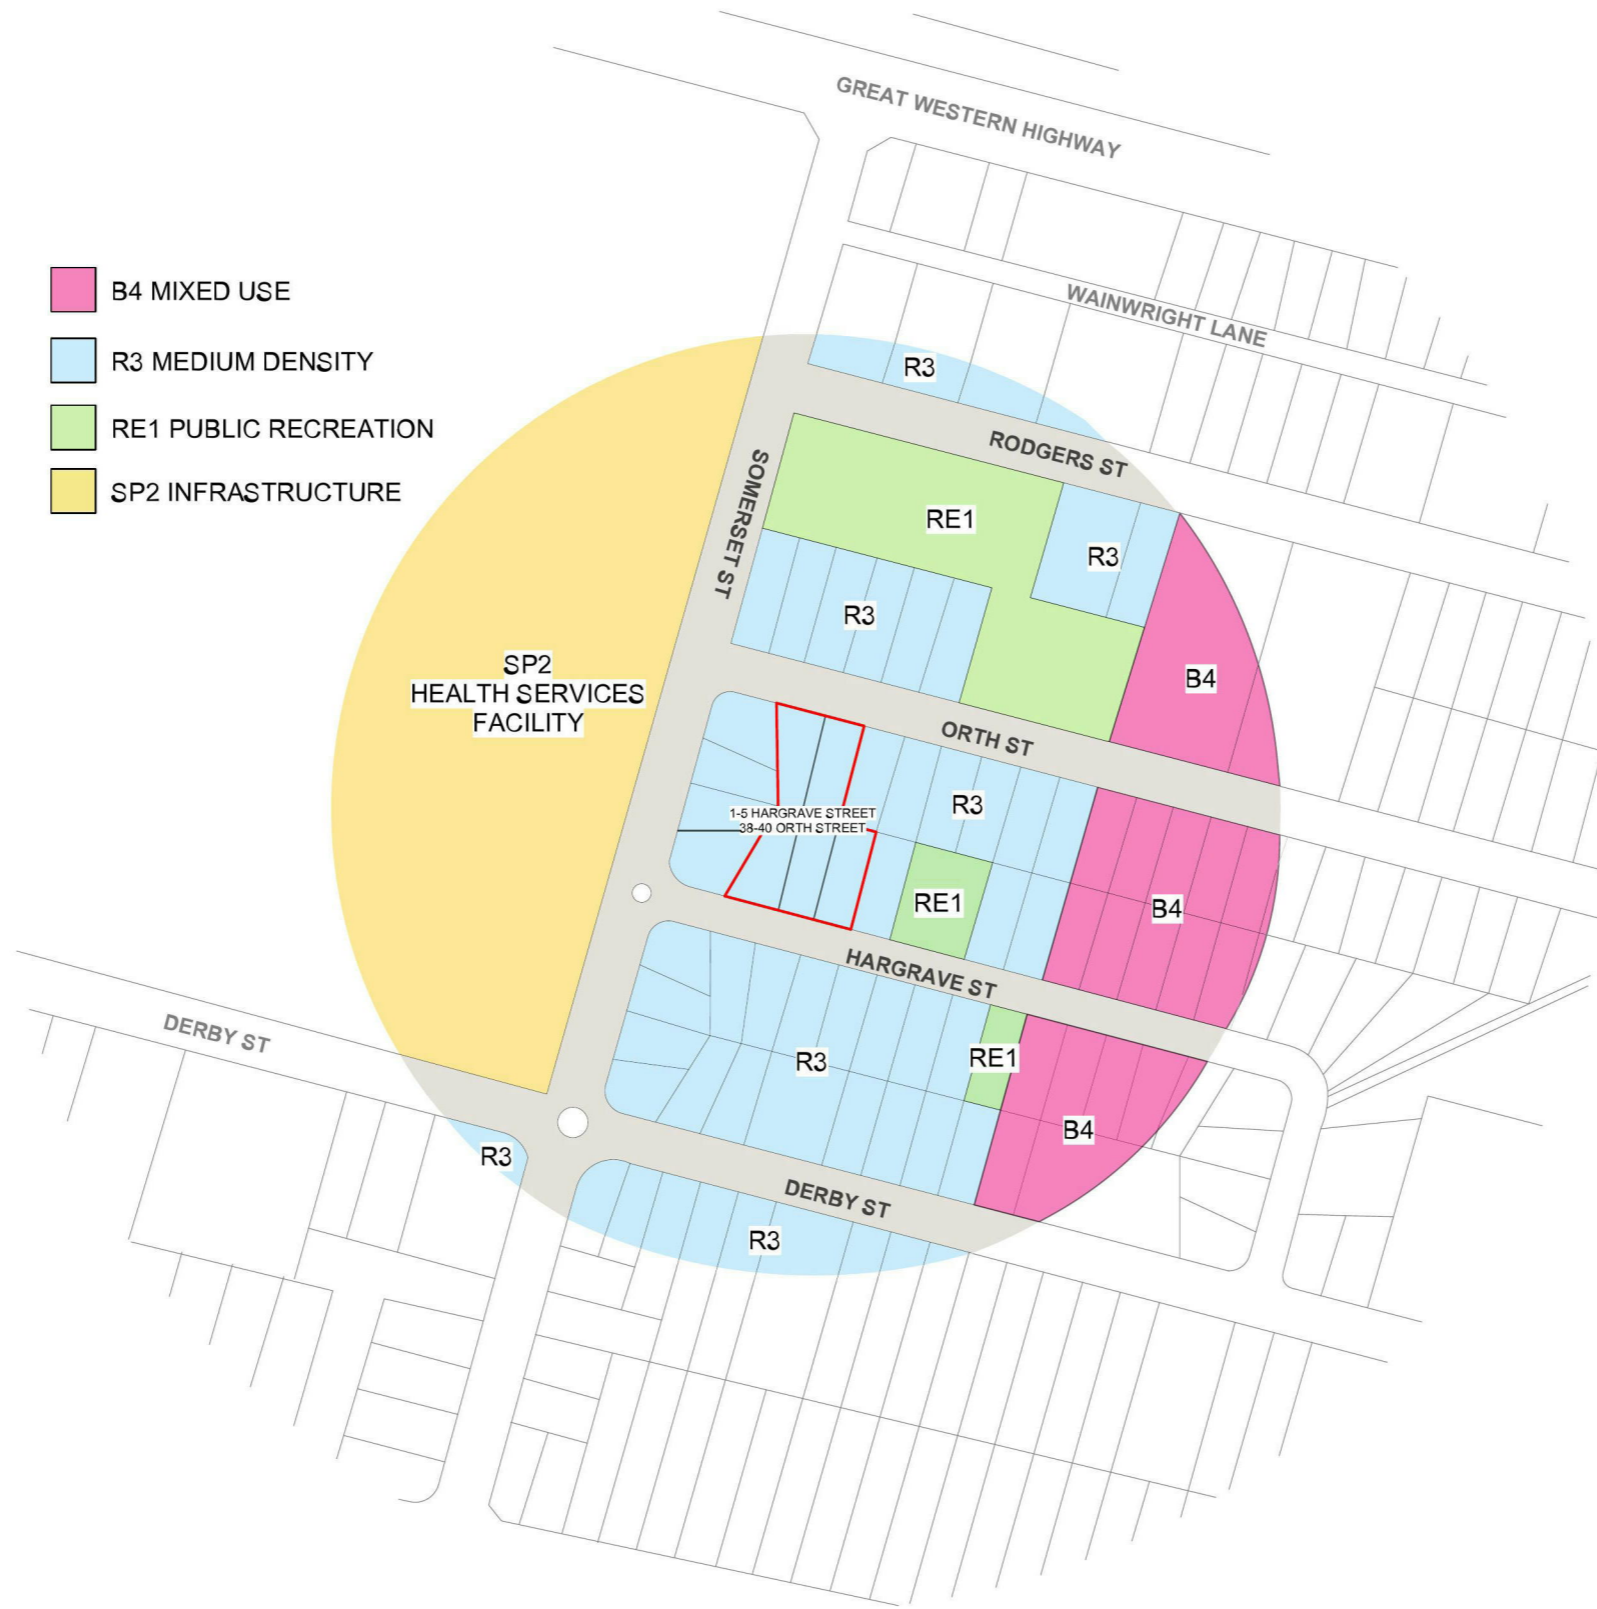 GREAT WESTERN HIGHWAY
B4 MIXED USE
WAINWRIGHT LANE
R3 MEDIUM DENSITY
R3
RE1 PUBLIC RECREATION
RODGERS ST
SP2 INFRASTRUCTURE
SOMERSET ST
RE1
R3
R3
SP2
HEALTH SERVICES
FACILITY
B4
ORTH ST
R3
1-5 HARGRAVE STREET
38-40 ORTH STREET
RE1
B4
HARGRAVE ST
DERBY ST
R3
RE1
B4
R3
DERBY ST
R3